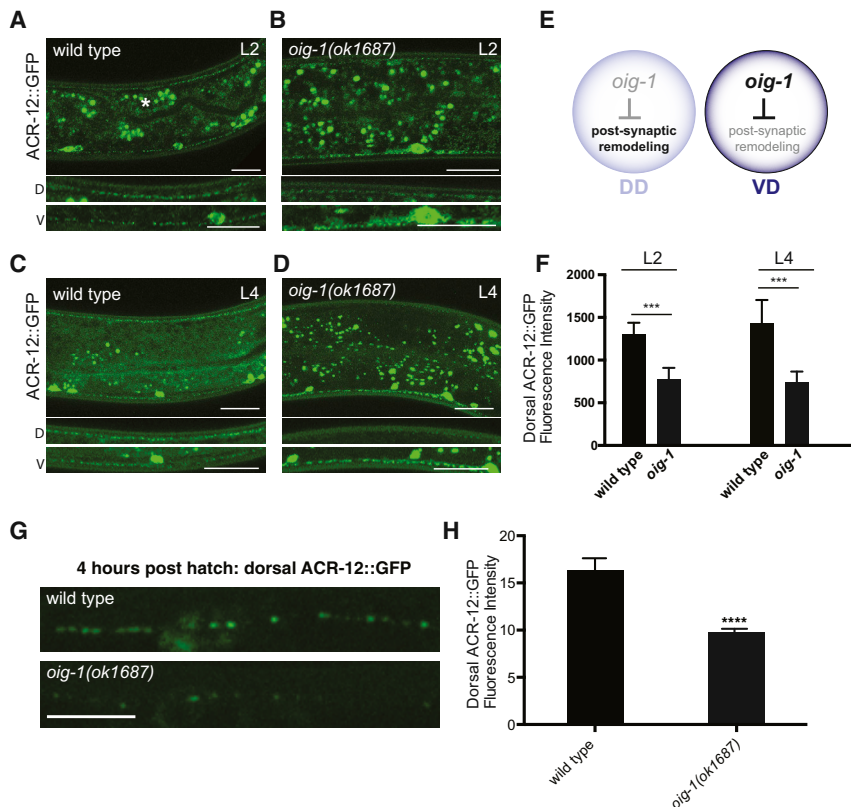 A
wild type
L2
ACR-12::GFP
*
D
V
B
oig-1(ok1687)
L2
E
oig-1
post-synaptic
remodeling
DD
oig-1
post-synaptic
remodeling
VD
C
wild type
L4
ACR-12::GFP
D
V
D
oig-1(ok1687)
L4
F
L2
L4
***
***
2000
1500
1000
500
0
Dorsal ACR-12::GFP
Fluorescence Intensity
wild type
oig-1
wild type
oig-1
G
4 hours post hatch: dorsal ACR-12::GFP
wild type
oig-1(ok1687)
H
20
15
10
5
0
Dorsal ACR-12::GFP
Fluorescence Intensity
****
wild type
oig-1(ok1687)